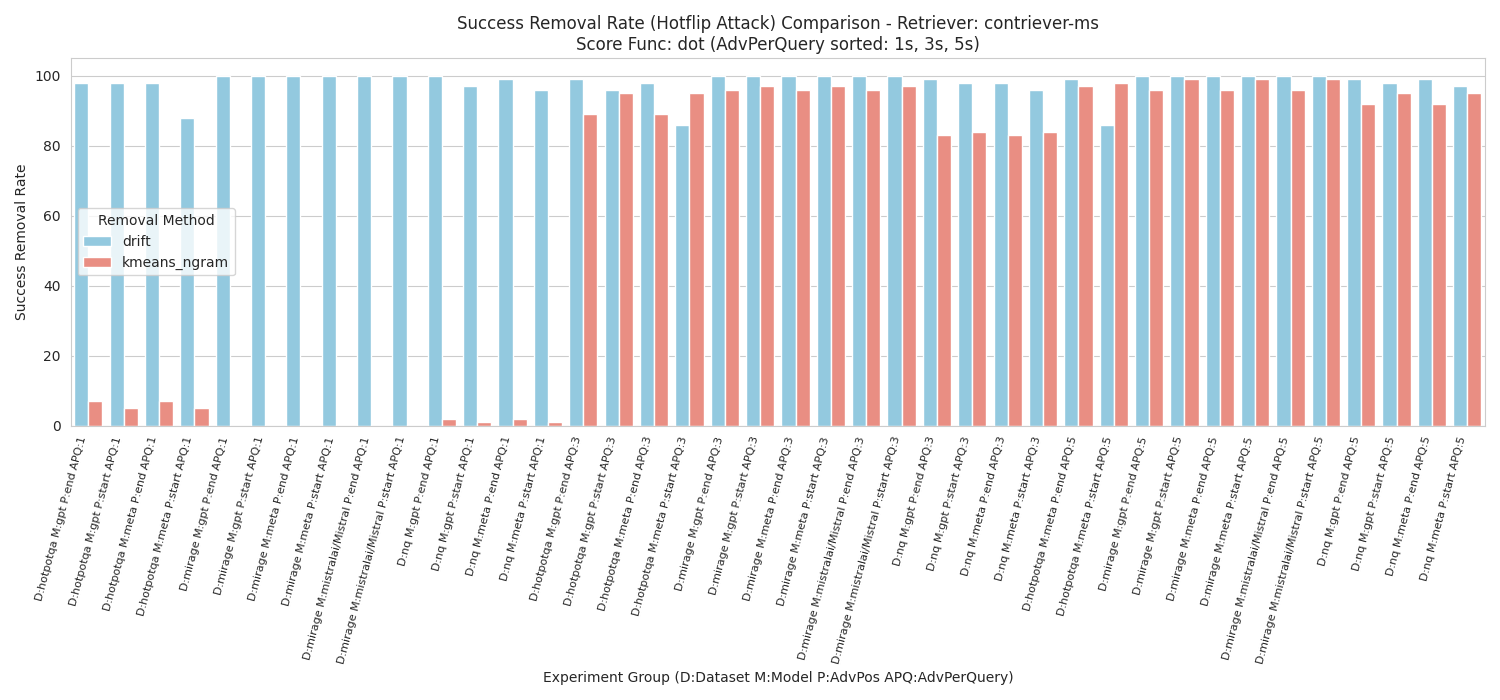 Success Removal Rate (Hotflip Attack) Comparison - Retriever: contriever-ms
Score Func: dot (AdvPerQuery sorted: 1s, 3s, 5s)
Success Removal Rate
100
80
60
40
20
0
Removal Method
drift
kmeans_ngram
D:hotpotqa M:gpt P:end APQ:1
D:hotpotqa M:gpt P:start APQ:1
D:hotpotqa M:meta P:end APQ:1
D:hotpotqa M:meta P:start APQ:1
D:mirage M:gpt P:end APQ:1
D:mirage M:gpt P:start APQ:1
D:mirage M:meta P:end APQ:1
D:mirage M:meta P:start APQ:1
D:mirage M:mistralai/Mistral P:end APQ:1
D:mirage M:mistralai/Mistral P:start APQ:1
D:nq M:gpt P:end APQ:1
D:nq M:gpt P:start APQ:1
D:nq M:meta P:end APQ:1
D:nq M:meta P:start APQ:1
D:hotpotqa M:gpt P:end APQ:3
D:hotpotqa M:gpt P:start APQ:3
D:hotpotqa M:meta P:end APQ:3
D:hotpotqa M:meta P:start APQ:3
D:mirage M:gpt P:end APQ:3
D:mirage M:gpt P:start APQ:3
D:mirage M:meta P:end APQ:3
D:mirage M:meta P:start APQ:3
D:mirage M:mistralai/Mistral P:end APQ:3
D:mirage M:mistralai/Mistral P:start APQ:3
D:nq M:gpt P:end APQ:3
D:nq M:gpt P:start APQ:3
D:nq M:meta P:end APQ:3
D:nq M:meta P:start APQ:3
D:hotpotqa M:meta P:end APQ:5
D:hotpotqa M:meta P:start APQ:5
D:mirage M:gpt P:end APQ:5
D:mirage M:gpt P:start APQ:5
D:mirage M:meta P:end APQ:5
D:mirage M:meta P:start APQ:5
D:mirage M:mistralai/Mistral P:end APQ:5
D:mirage M:mistralai/Mistral P:start APQ:5
D:nq M:gpt P:end APQ:5
D:nq M:gpt P:start APQ:5
D:nq M:meta P:end APQ:5
D:nq M:meta P:start APQ:5
Experiment Group (D:Dataset M:Model P:AdvPos APQ:AdvPerQuery)